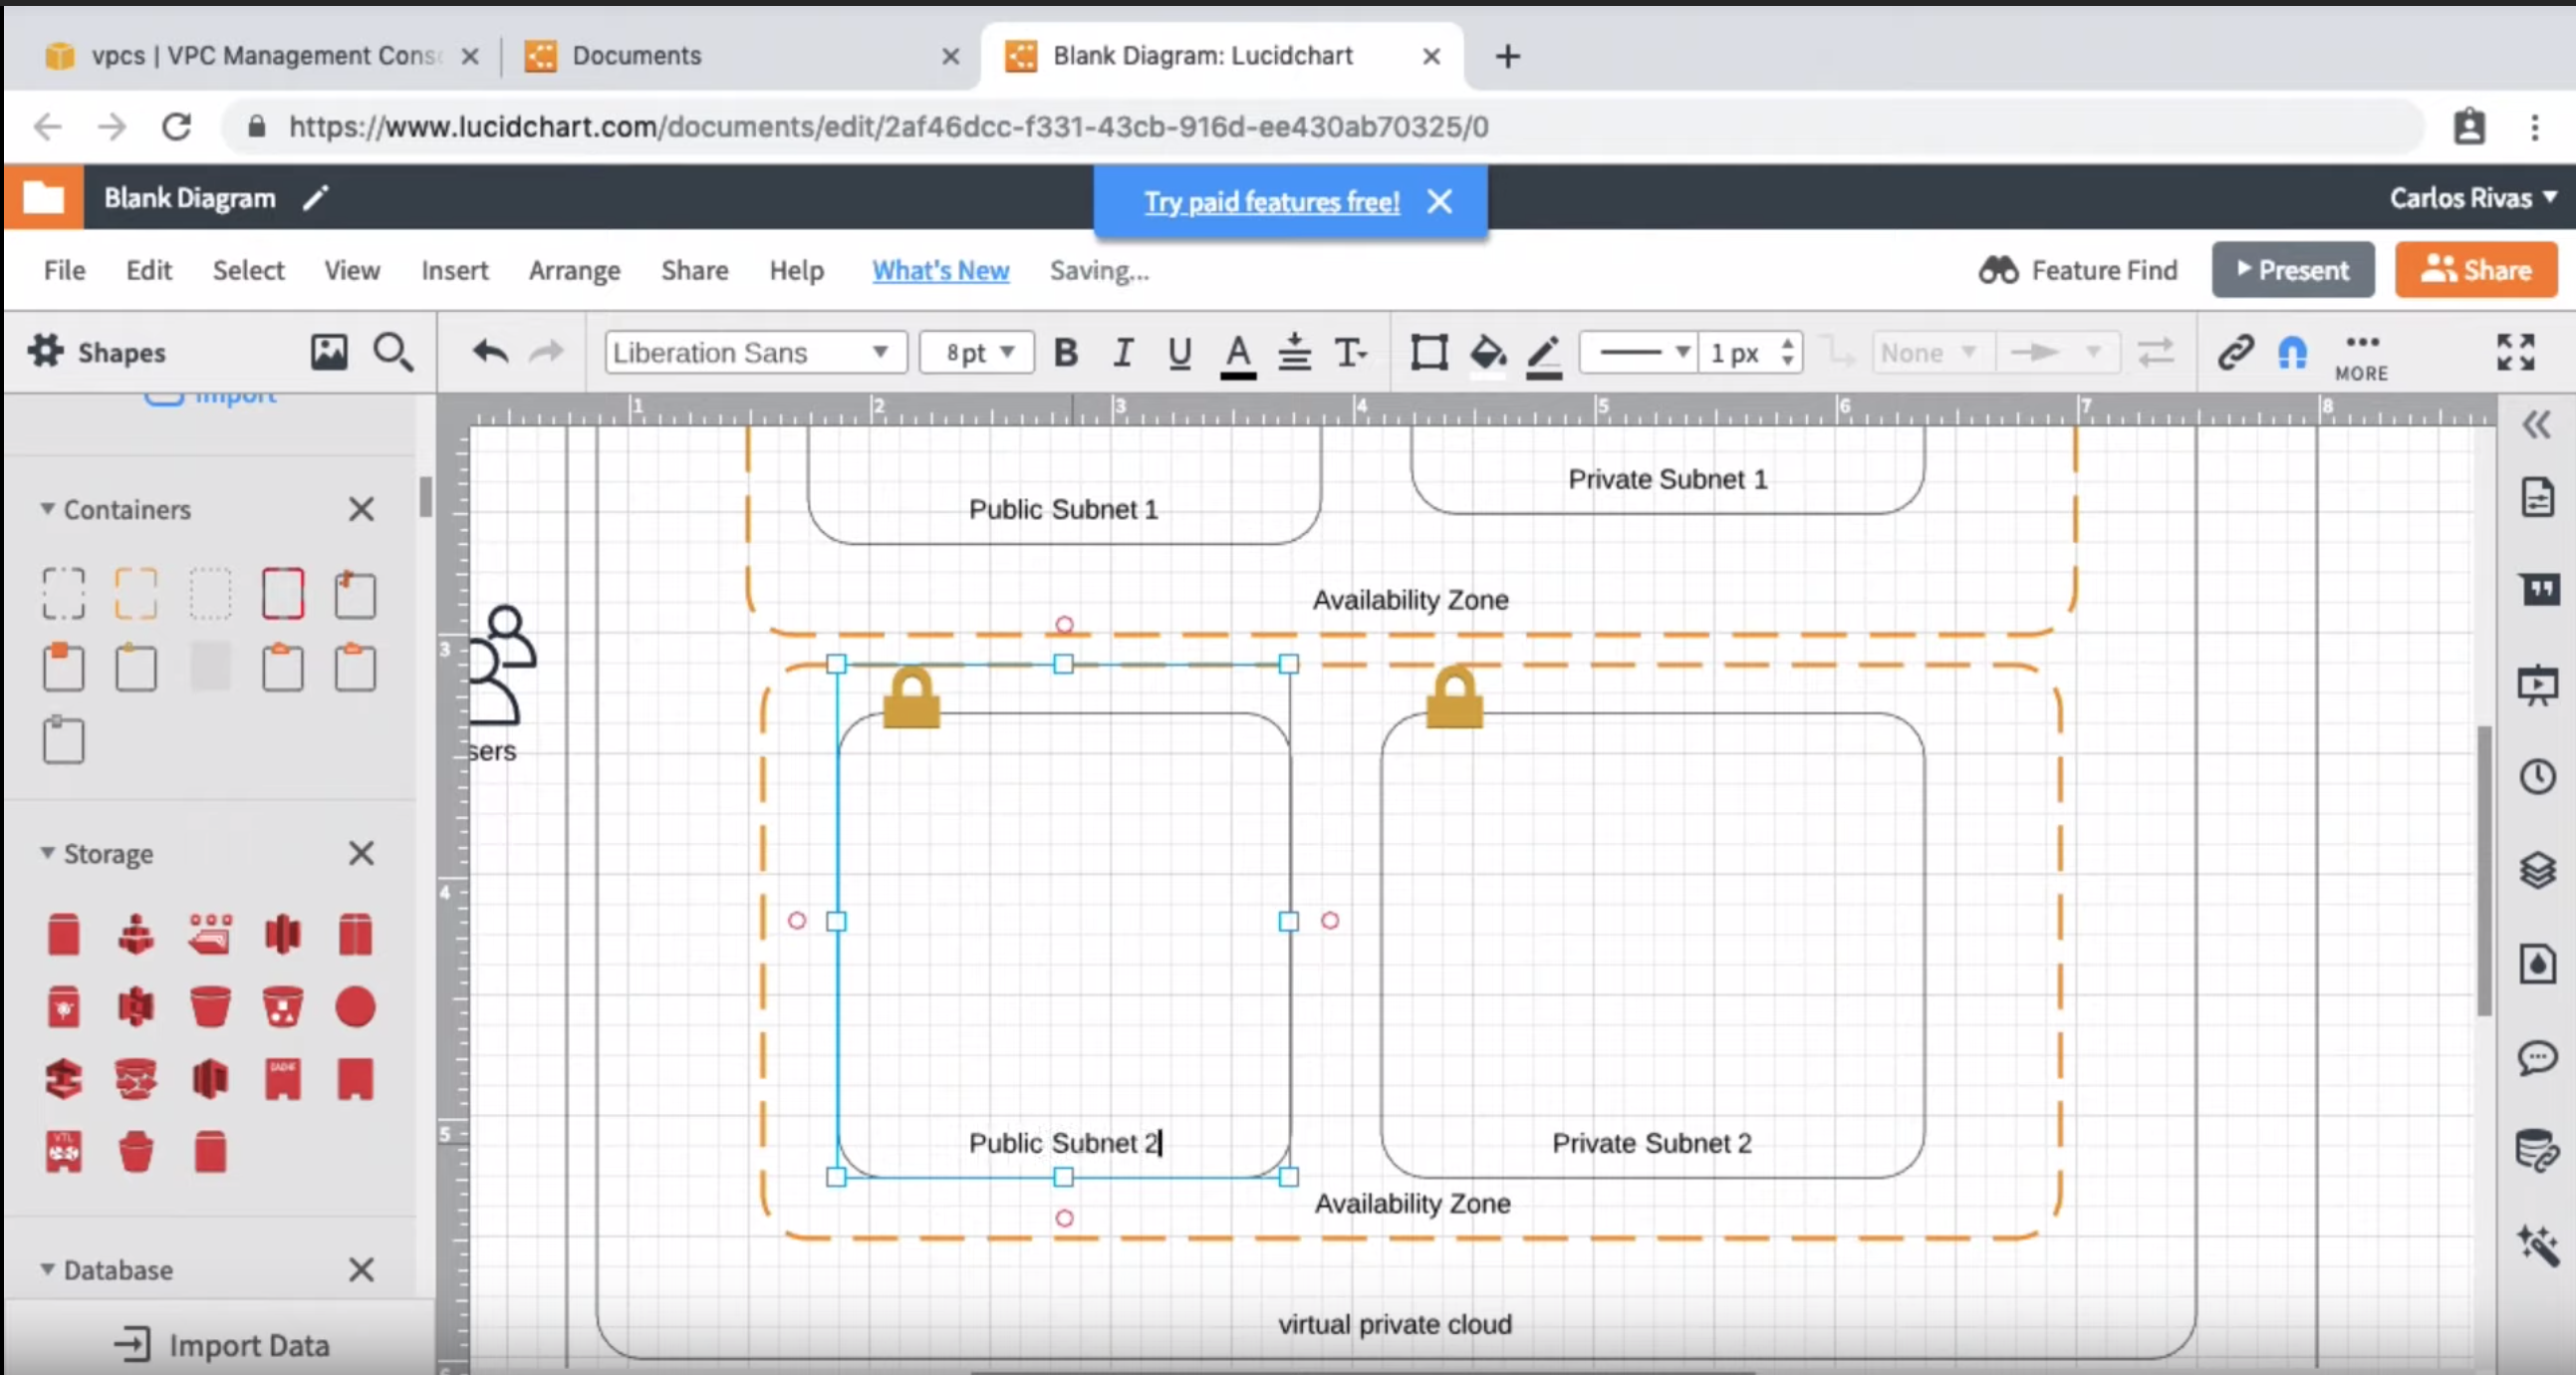 vpcs | VPC Management Cons
Documents
Blank Diagram: Lucidchart
https://www.lucidchart.com/documents/edit/2af46dcc-f331-43cb-916d-ee430ab70325/0
Blank Diagram
Try paid features free!
Carlos Rivas
File Edit Select View Insert Arrange Share Help What's New Saving...
Feature Find
Present
Share
Shapes
Liberation Sans 8 pt B I U A T 1 px None
MORE
Import
1 2 3 4 5 6 7 8
Private Subnet 1
Public Subnet 1
Containers
Availability Zone
3
sers
Storage
4
5
Public Subnet 2
Private Subnet 2
Availability Zone
Database
virtual private cloud
Import Data